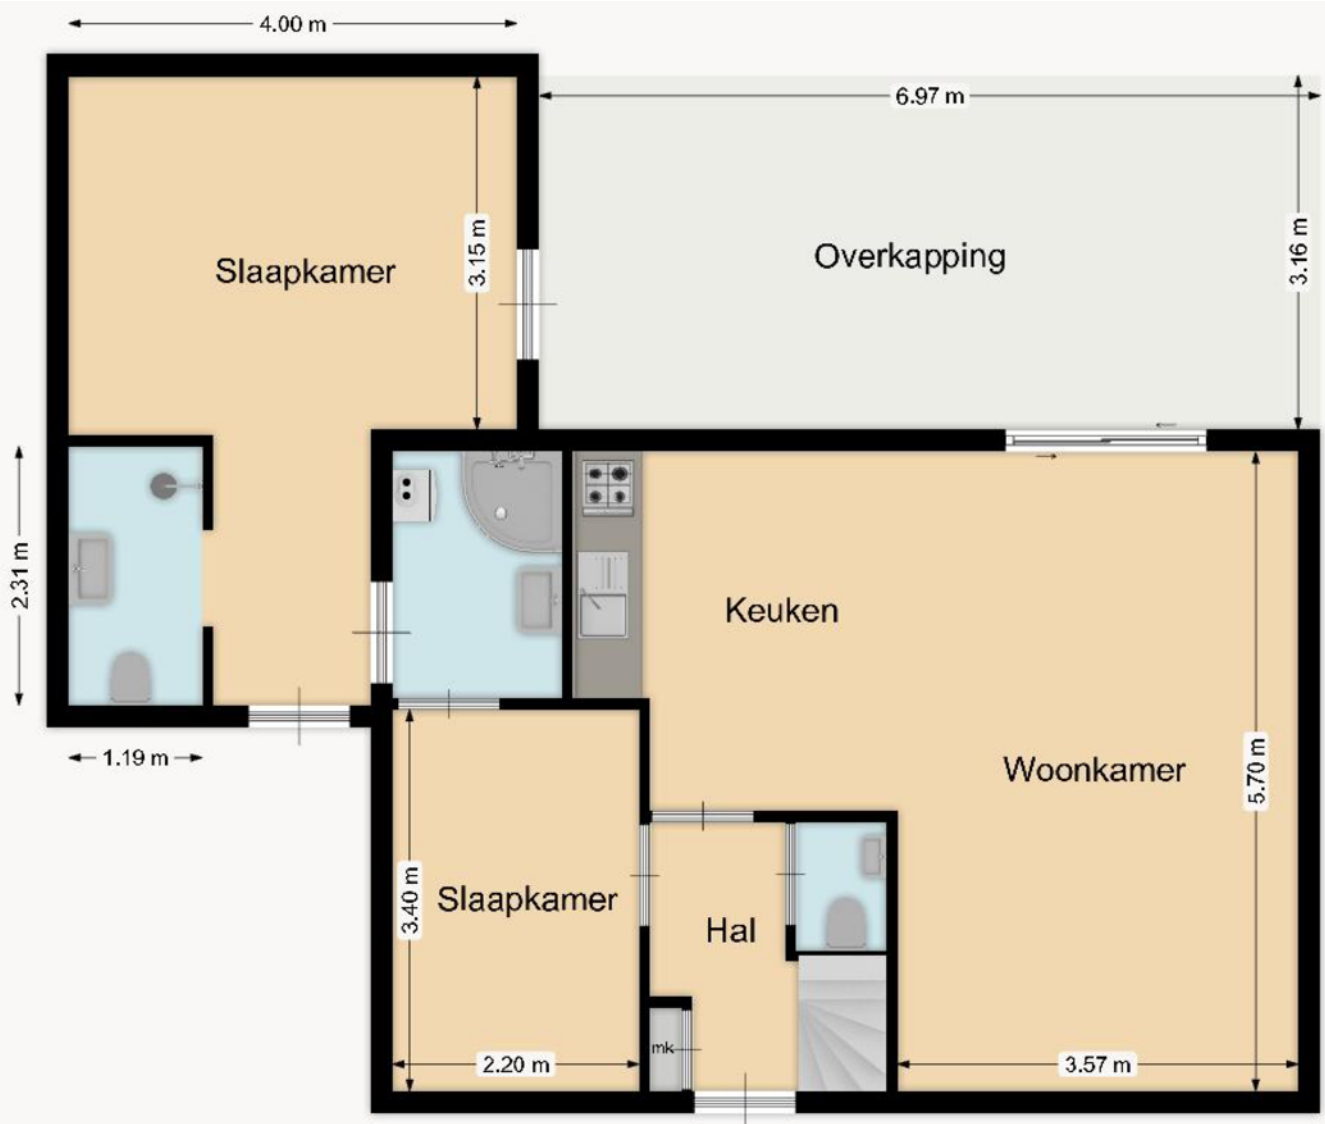 4.00 m
6.97 m
3.15 m
3.16 m
Slaapkamer
Overkapping
2.31 m
Keuken
1.19 m
Woonkamer
5.70 m
3.40 m
Slaapkamer
Hal
mk
2.20 m
3.57 m